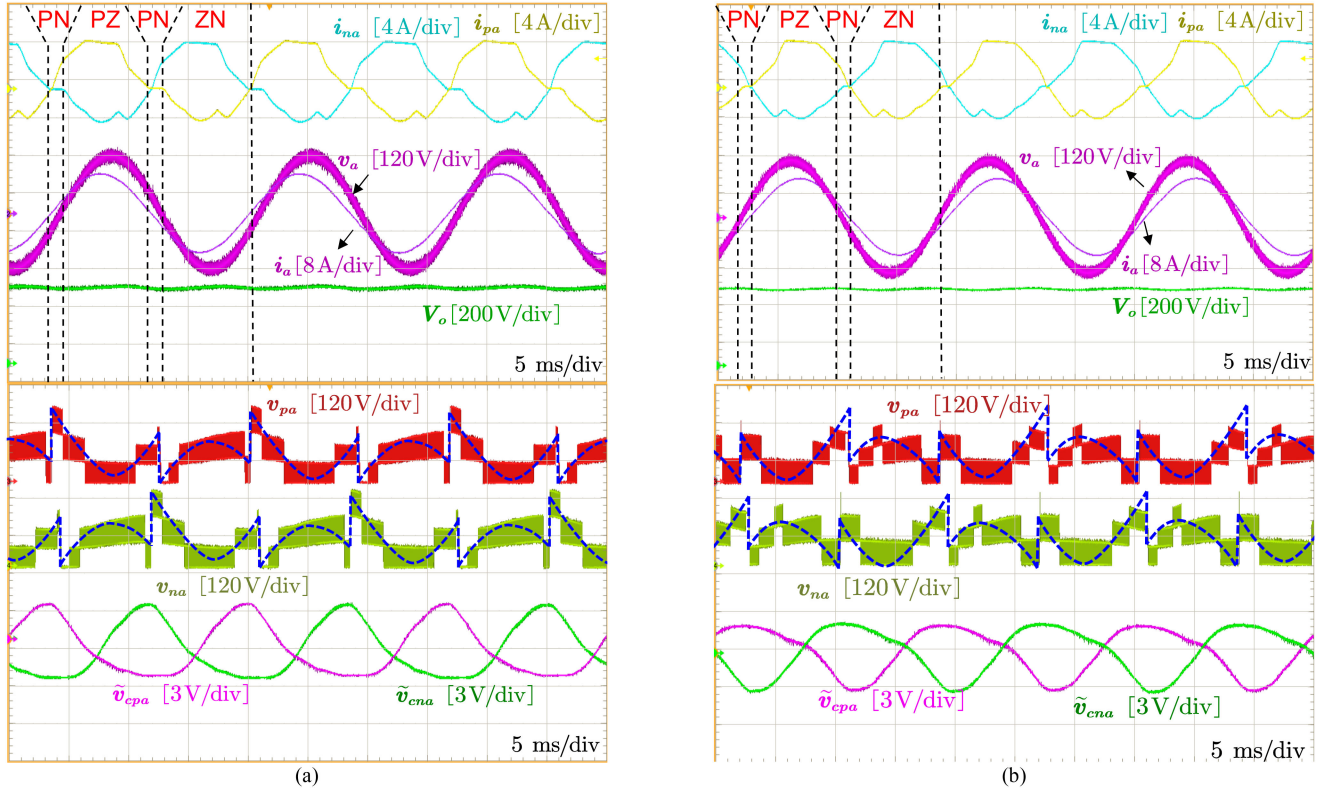 PN PZ PN ZN i_na [4A/div] i_pa [4A/div]
v_a [120V/div]
i_a [8A/div]
V_o [200V/div]
5 ms/div
v_pa [120V/div]
v_na [120V/div]
ṽ_cpa [3V/div] ṽ_cna [3V/div]
5 ms/div
(a)
PN PZ PN ZN i_na [4A/div] i_pa [4A/div]
v_a [120V/div]
i_a [8A/div]
V_o [200V/div]
5 ms/div
v_pa [120V/div]
v_na [120V/div]
ṽ_cpa [3V/div] ṽ_cna [3V/div]
5 ms/div
(b)